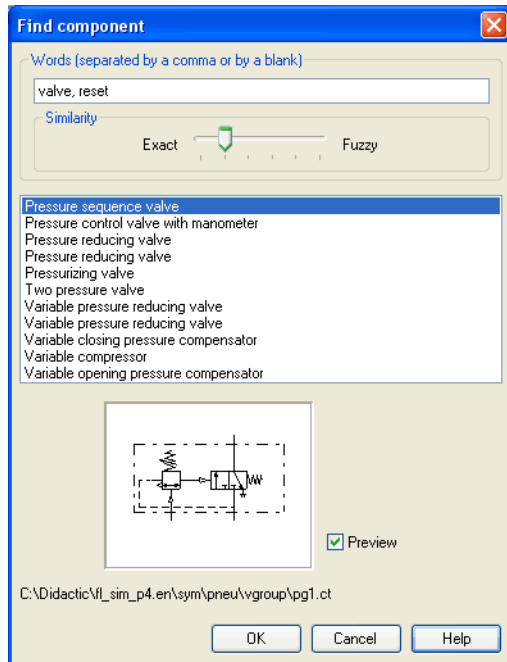 Find component
Words (separated by a comma or by a blank)
valve, reset
Similarity
Exact Fuzzy
Pressure sequence valve
Pressure control valve with manometer
Pressure reducing valve
Pressure reducing valve
Pressurizing valve
Two pressure valve
Variable pressure reducing valve
Variable pressure reducing valve
Variable closing pressure compensator
Variable compressor
Variable opening pressure compensator
Preview
C:\Didactic\fl_sim_p4.en\sym\pneu\vgroup\pg1.ct
OK Cancel Help